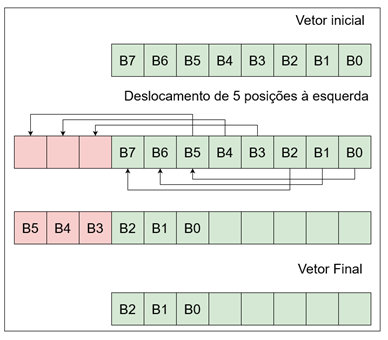 Vetor inicial
B7 B6 B5 B4 B3 B2 B1 B0
Deslocamento de 5 posições à esquerda
B7 B6 B5 B4 B3 B2 B1 B0
B5 B4 B3 B2 B1 B0
Vetor Final
B2 B1 B0